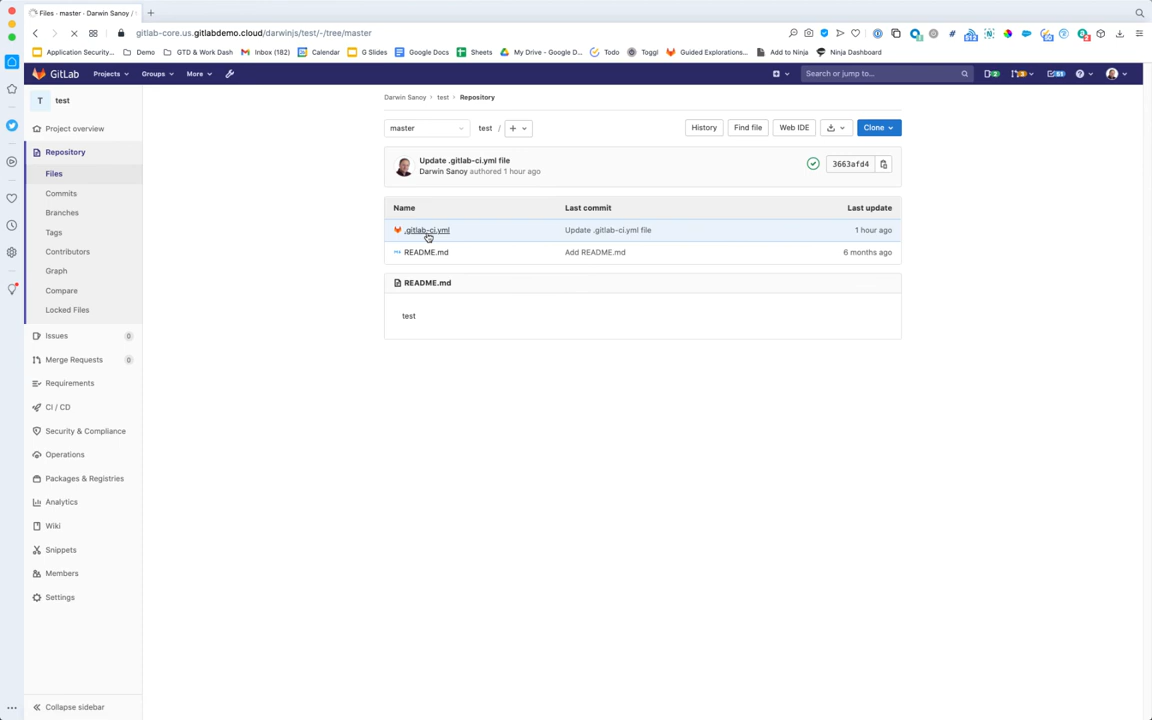 Files · master · Darwin Sanoy /
gitlab-core.us.gitlabdemo.cloud/darwinjs/test/-/tree/master
Application Security... Demo GTD & Work Dash Inbox (182) Calendar G Slides Google Docs Sheets My Drive - Google D... Todo Toggl Guided Explorations... Add to Ninja Ninja Dashboard
GitLab Projects Groups More Search or jump to...
T test
Darwin Sanoy › test › Repository
Project overview
master test / + History Find file Web IDE Clone
Repository
Update .gitlab-ci.yml file
Darwin Sanoy authored 1 hour ago
3663afd4
Files
Commits
Branches
Tags
Contributors
Graph
Compare
Locked Files
Name Last commit Last update
.gitlab-ci.yml Update .gitlab-ci.yml file 1 hour ago
README.md Add README.md 6 months ago
README.md
test
Issues 0
Merge Requests 0
Requirements
CI / CD
Security & Compliance
Operations
Packages & Registries
Analytics
Wiki
Snippets
Members
Settings
Collapse sidebar